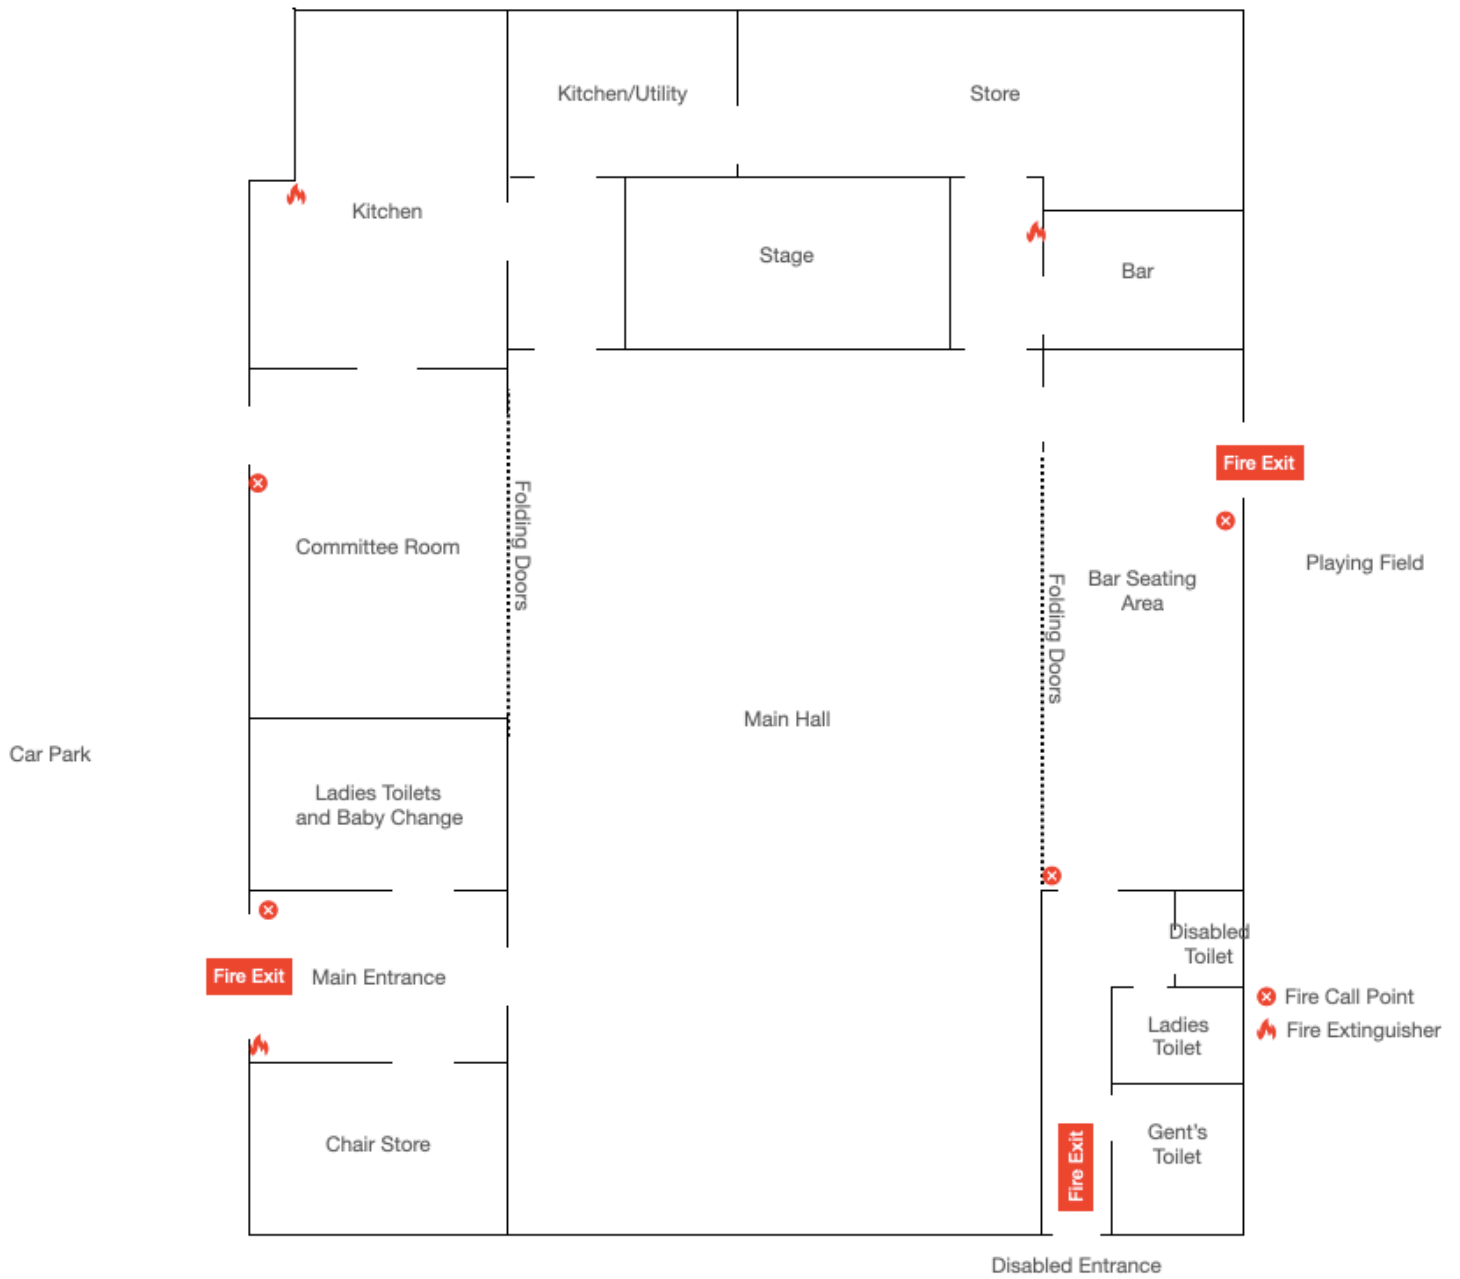 Kitchen/Utility
Store
Kitchen
Stage
Bar
Fire Exit
Folding Doors
Committee Room
Playing Field
Bar Seating
Area
Folding Doors
Main Hall
Car Park
Ladies Toilets
and Baby Change
Disabled
Toilet
Fire Exit
Main Entrance
Fire Call Point
Fire Extinguisher
Ladies
Toilet
Chair Store
Gent's
Toilet
Fire Exit
Disabled Entrance